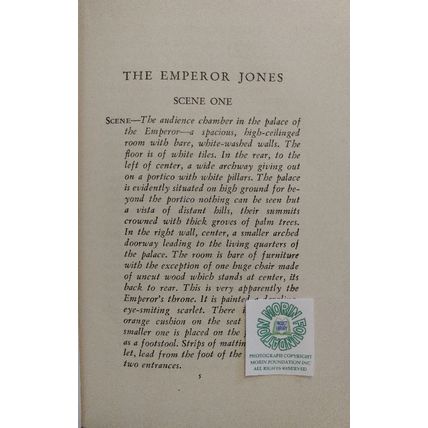 THE EMPEROR JONES
SCENE ONE
SCENE—The audience chamber in the palace of
the Emperor—a spacious, high-ceilinged
room with bare, white-washed walls. The
floor is of white tiles. In the rear, to the
left of center, a wide archway giving out
on a portico with white pillars. The palace
is evidently situated on high ground for be-
yond the portico nothing can be seen but
a vista of distant hills, their summits
crowned with thick groves of palm trees.
In the right wall, center, a smaller arched
doorway leading to the living quarters of
the palace. The room is bare of furniture
with the exception of one huge chair made
of uncut wood which stands at center, its
back to rear. This is very apparently the
Emperor's throne. It is painted a
eye-smiting scarlet. There
orange cushion on the seat
smaller one is placed on the
as a footstool. Strips of mattin
let, lead from the foot of the
two entrances.
5
MORIN FOUNDATION
PHOTOGRAPH COPYRIGHT
MORIN FOUNDATION INC
ALL RIGHTS RESERVED